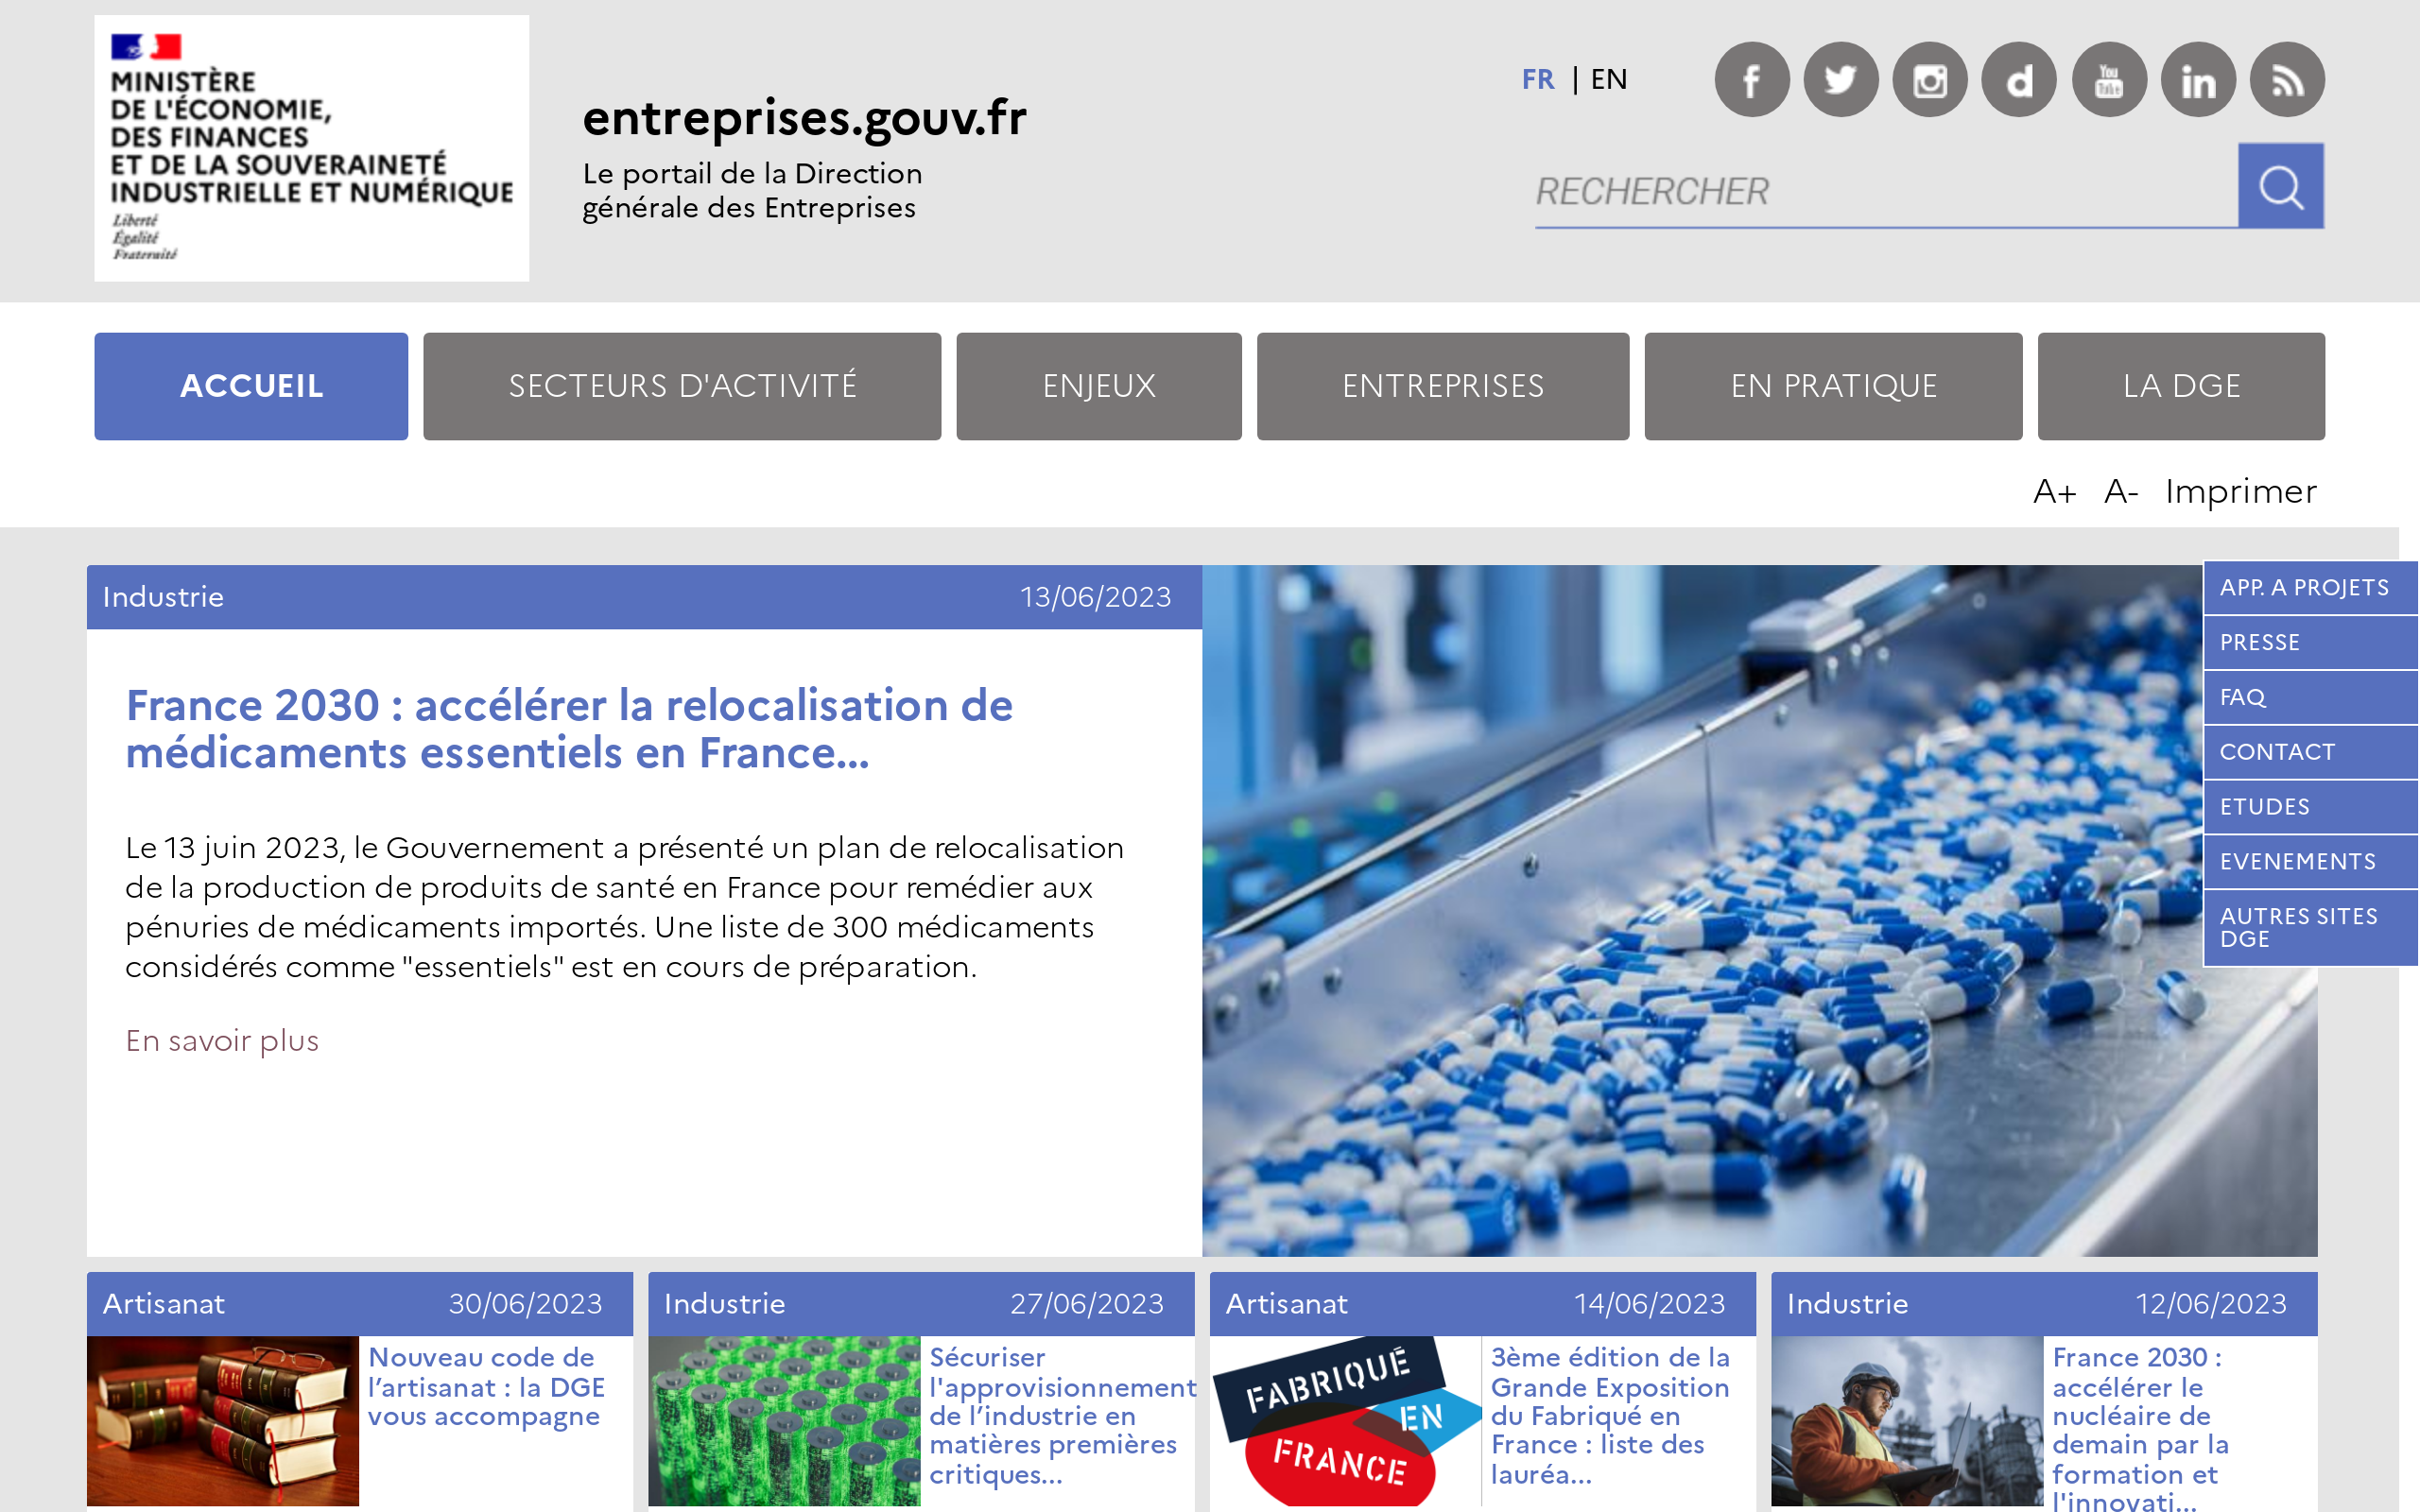 MINISTÈRE
DE L'ÉCONOMIE,
DES FINANCES
ET DE LA SOUVERAINETÉ
INDUSTRIELLE ET NUMÉRIQUE
Liberté
Égalité
Fraternité
entreprises.gouv.fr
Le portail de la Direction
générale des Entreprises
FR | EN
RECHERCHER
ACCUEIL
SECTEURS D'ACTIVITÉ
ENJEUX
ENTREPRISES
EN PRATIQUE
LA DGE
A+ A- Imprimer
Industrie 13/06/2023
France 2030 : accélérer la relocalisation de
médicaments essentiels en France...
Le 13 juin 2023, le Gouvernement a présenté un plan de relocalisation
de la production de produits de santé en France pour remédier aux
pénuries de médicaments importés. Une liste de 300 médicaments
considérés comme "essentiels" est en cours de préparation.
En savoir plus
APP. A PROJETS
PRESSE
FAQ
CONTACT
ETUDES
EVENEMENTS
AUTRES SITES
DGE
Artisanat 30/06/2023
Nouveau code de
l’artisanat : la DGE
vous accompagne
Industrie 27/06/2023
Sécuriser
l'approvisionnement
de l’industrie en
matières premières
critiques...
Artisanat 14/06/2023
FABRIQUÉ
EN
FRANCE
3ème édition de la
Grande Exposition
du Fabriqué en
France : liste des
lauréa...
Industrie 12/06/2023
France 2030 :
accélérer le
nucléaire de
demain par la
formation et
l'innovati...